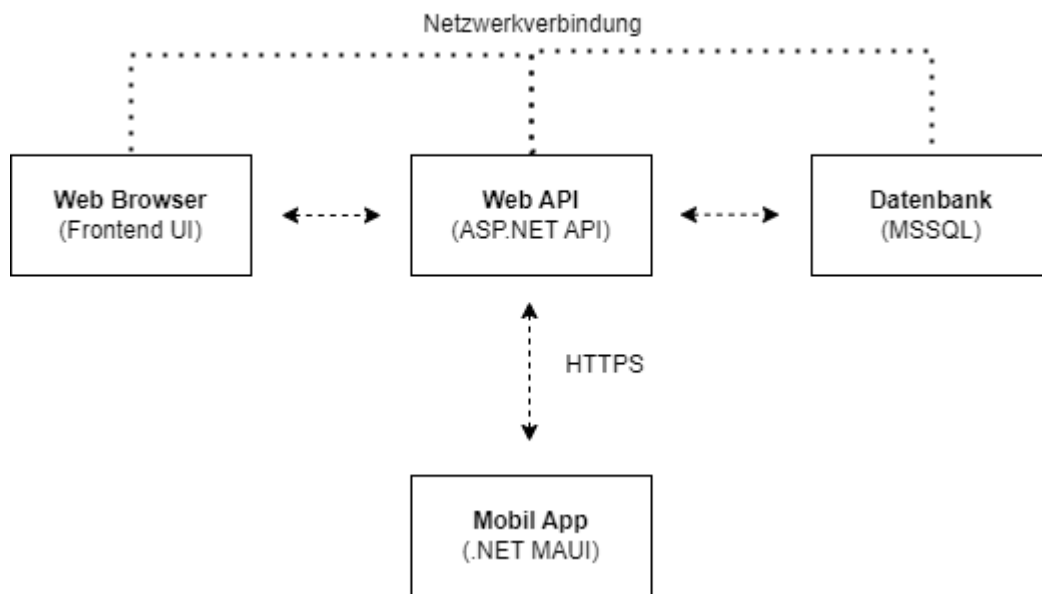 Netzwerkverbindung
Web Browser
(Frontend UI)
Web API
(ASP.NET API)
Datenbank
(MSSQL)
HTTPS
Mobil App
(.NET MAUI)